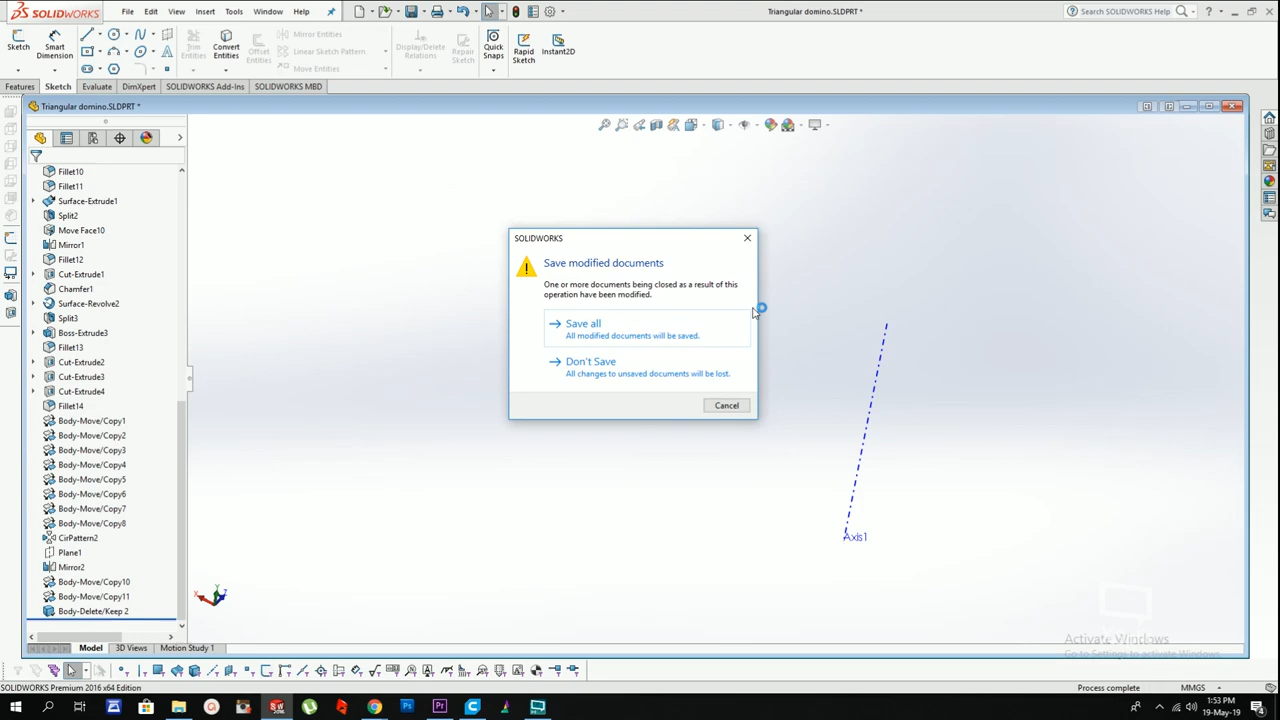 SOLIDWORKS
File Edit View Insert Tools Window Help
Triangular domino.SLDPRT *
Search SOLIDWORKS Help
Sketch
Smart Dimension
Trim Entities
Convert Entities
Offset Entities
Mirror Entities
Linear Sketch Pattern
Move Entities
Display/Delete Relations
Repair Sketch
Quick Snaps
Rapid Sketch
Instant2D
Features Sketch Evaluate DimXpert SOLIDWORKS Add-Ins SOLIDWORKS MBD
Triangular domino.SLDPRT *
Fillet10
Fillet11
Surface-Extrude1
Split2
Move Face10
Mirror1
Fillet12
Cut-Extrude1
Chamfer1
Surface-Revolve2
Split3
Boss-Extrude3
Fillet13
Cut-Extrude2
Cut-Extrude3
Cut-Extrude4
Fillet14
Body-Move/Copy1
Body-Move/Copy2
Body-Move/Copy3
Body-Move/Copy4
Body-Move/Copy5
Body-Move/Copy6
Body-Move/Copy7
Body-Move/Copy8
CirPattern2
Plane1
Mirror2
Body-Move/Copy10
Body-Move/Copy11
Body-Delete/Keep 2
SOLIDWORKS
Save modified documents
One or more documents being closed as a result of this
operation have been modified.
Save all
All modified documents will be saved.
Don't Save
All changes to unsaved documents will be lost.
Cancel
Axis1
X Y Z
Activate Windows
Go to Settings to activate Windows.
Model 3D Views Motion Study 1
SOLIDWORKS Premium 2016 x64 Edition
Process complete
MMGS
1:53 PM
19-May-19